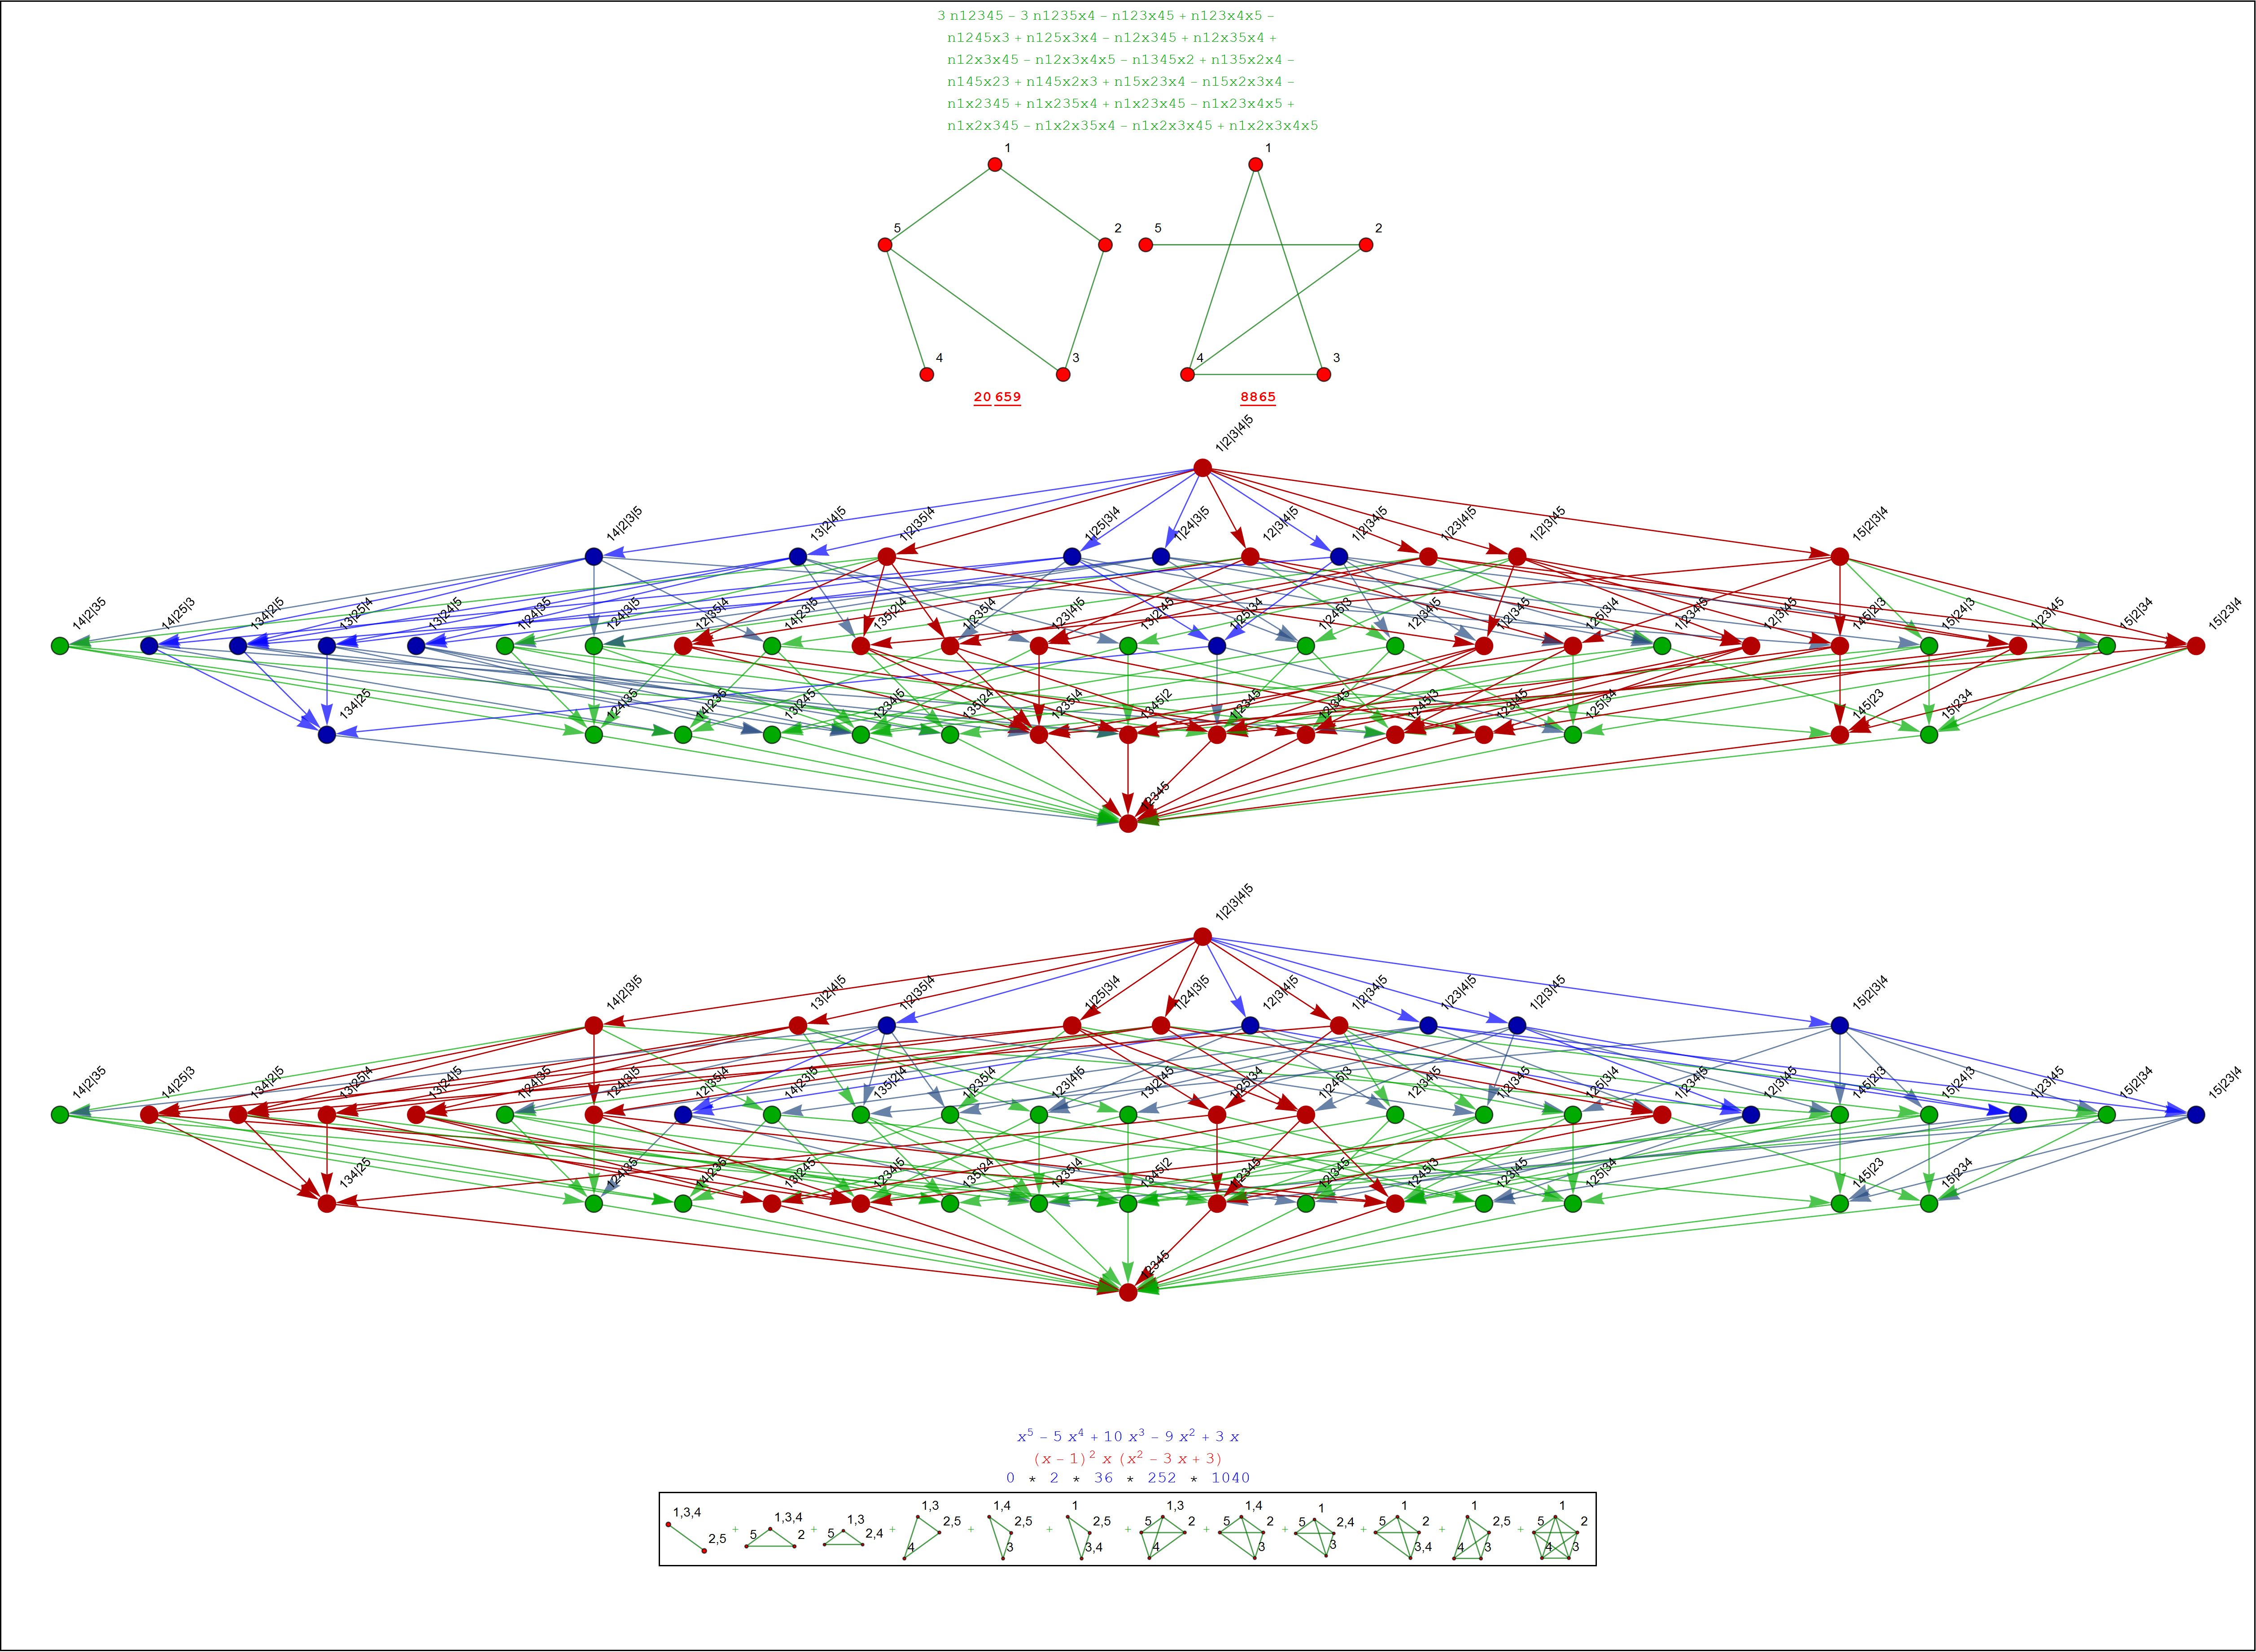 3 n12345 – 3 n1235x4 – n123x45 + n123x4x5 –
n1245x3 + n125x3x4 – n12x345 + n12x35x4 +
n12x3x45 – n12x3x4x5 – n1345x2 + n135x2x4 –
n145x23 + n145x2x3 + n15x23x4 – n15x2x3x4 –
n1x2345 + n1x235x4 + n1x23x45 – n1x23x4x5 +
n1x2x345 – n1x2x35x4 – n1x2x3x45 + n1x2x3x4x5
1 1
5 2 5 2
4 3 4 3
20 659 8865
1|2|3|4|5
14|2|3|5 13|2|4|5 1|2|35|4 1|25|3|4 1|24|3|5 12|3|4|5 1|2|34|5 1|23|4|5 1|2|3|45 15|2|3|4
14|2|35 14|25|3 134|2|5 13|25|4 13|24|5 1|24|35 124|3|5 12|35|4 14|23|5 135|2|4 1|235|4 123|4|5 13|2|45 1|25|34 1|245|3 12|34|5 1|2|345 125|3|4 1|234|5 12|3|45 145|2|3 15|24|3 1|23|45 15|2|34 15|23|4
134|25 124|35 14|235 13|245 1234|5 135|24 1235|4 1345|2 1|2345 12|345 1245|3 123|45 125|34 145|23 15|234
12345
1|2|3|4|5
14|2|3|5 13|2|4|5 1|2|35|4 1|25|3|4 1|24|3|5 12|3|4|5 1|2|34|5 1|23|4|5 1|2|3|45 15|2|3|4
14|2|35 14|25|3 134|2|5 13|25|4 13|24|5 1|24|35 124|3|5 12|35|4 14|23|5 135|2|4 1|235|4 123|4|5 13|2|45 1|25|34 1|245|3 12|34|5 1|2|345 125|3|4 1|234|5 12|3|45 145|2|3 15|24|3 1|23|45 15|2|34 15|23|4
134|25 124|35 14|235 13|245 1234|5 135|24 1235|4 1345|2 1|2345 12|345 1245|3 123|45 125|34 145|23 15|234
12345
x⁵ – 5 x⁴ + 10 x³ – 9 x² + 3 x
(x – 1)² x (x² – 3 x + 3)
0 * 2 * 36 * 252 * 1040
1,3,4 2,5 + 1,3,4 5 2 + 1,3 5 2,4 + 1,3 2,5 4 + 1,4 2,5 3 + 1 2,5 3,4 + 1,3 5 2 4 + 1,4 5 2 3 + 1 5 2,4 3 + 1 5 2 3,4 + 1 2,5 4 3 + 1 5 2 4 3